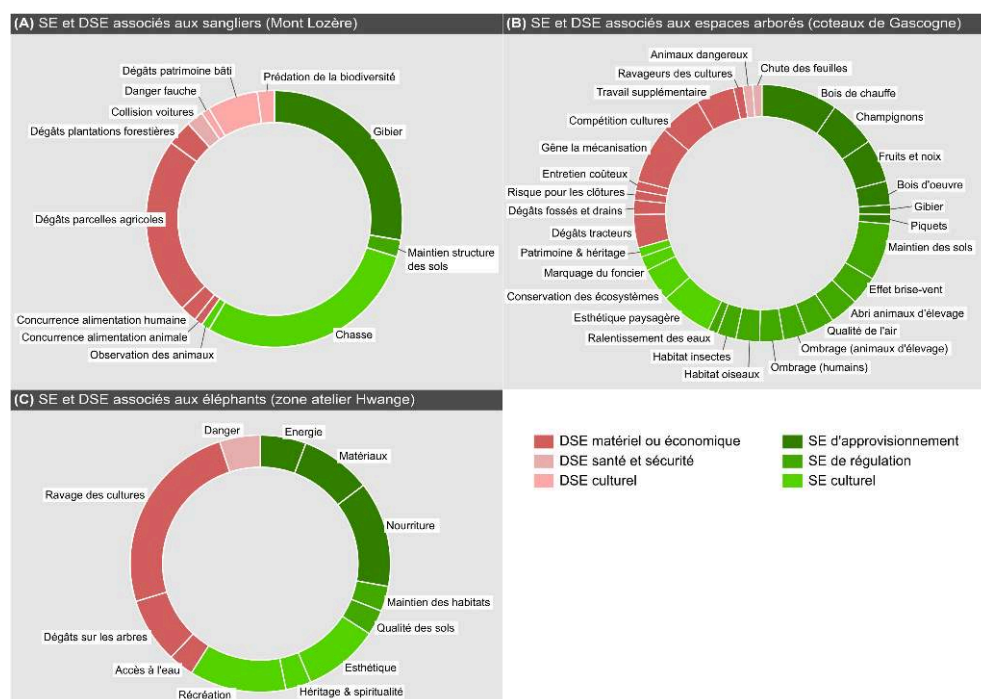 (A) SE et DSE associés aux sangliers (Mont Lozère)
Dégâts patrimoine bâti
Prédation de la biodiversité
Danger fauche
Collision voitures
Dégâts plantations forestières
Gibier
Dégâts parcelles agricoles
Maintien structure
des sols
Concurrence alimentation humaine
Concurrence alimentation animale
Observation des animaux
Chasse
(B) SE et DSE associés aux espaces arborés (coteaux de Gascogne)
Animaux dangereux
Ravageurs des cultures
Chute des feuilles
Travail supplémentaire
Bois de chauffe
Compétition cultures
Champignons
Gêne la mécanisation
Fruits et noix
Entretien coûteux
Bois d'oeuvre
Risque pour les clôtures
Gibier
Dégâts fossés et drains
Piquets
Dégâts tracteurs
Maintien des sols
Patrimoine & héritage
Marquage du foncier
Effet brise-vent
Conservation des écosystèmes
Abri animaux d'élevage
Esthétique paysagère
Qualité de l'air
Ralentissement des eaux
Ombrage (animaux d'élevage)
Habitat insectes
Ombrage (humains)
Habitat oiseaux
(C) SE et DSE associés aux éléphants (zone atelier Hwange)
Danger
Energie
Matériaux
Ravage des cultures
Nourriture
Maintien des habitats
Qualité des sols
Dégâts sur les arbres
Esthétique
Accès à l'eau
Héritage & spiritualité
Récréation
DSE matériel ou économique
DSE santé et sécurité
DSE culturel
SE d'approvisionnement
SE de régulation
SE culturel